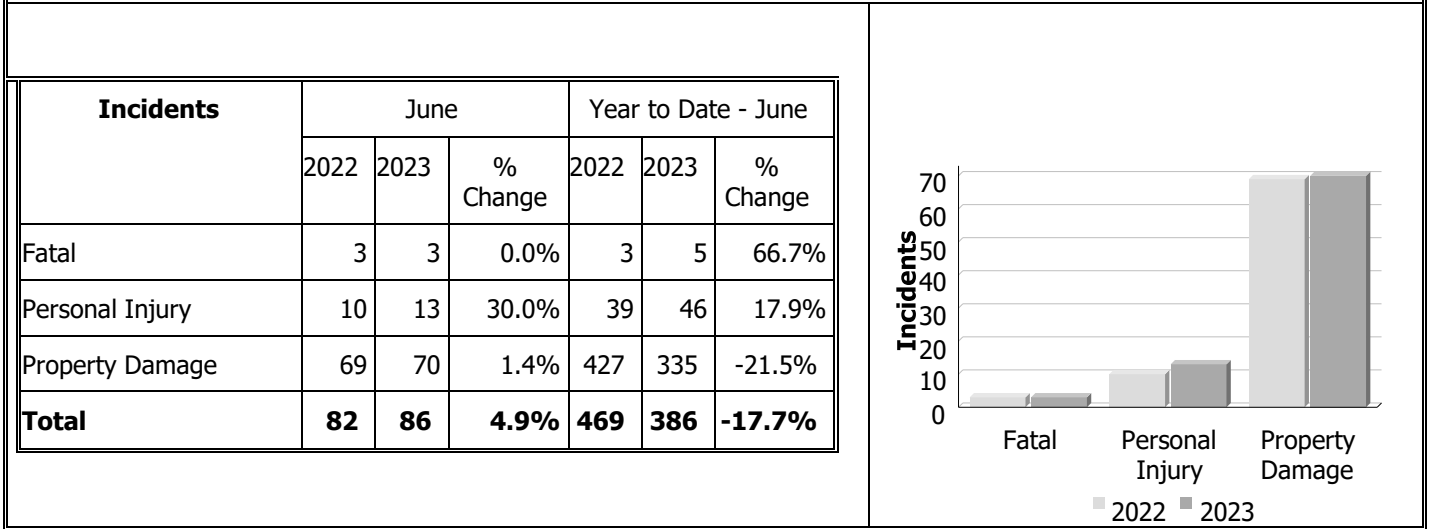 Incidents June Year to Date - June
2022 2023 % Change 2022 2023 % Change
Fatal 3 3 0.0% 3 5 66.7%
Personal Injury 10 13 30.0% 39 46 17.9%
Property Damage 69 70 1.4% 427 335 -21.5%
Total 82 86 4.9% 469 386 -17.7%
Incidents
70
60
50
40
30
20
10
0
Fatal
Personal
Injury
Property
Damage
2022 2023